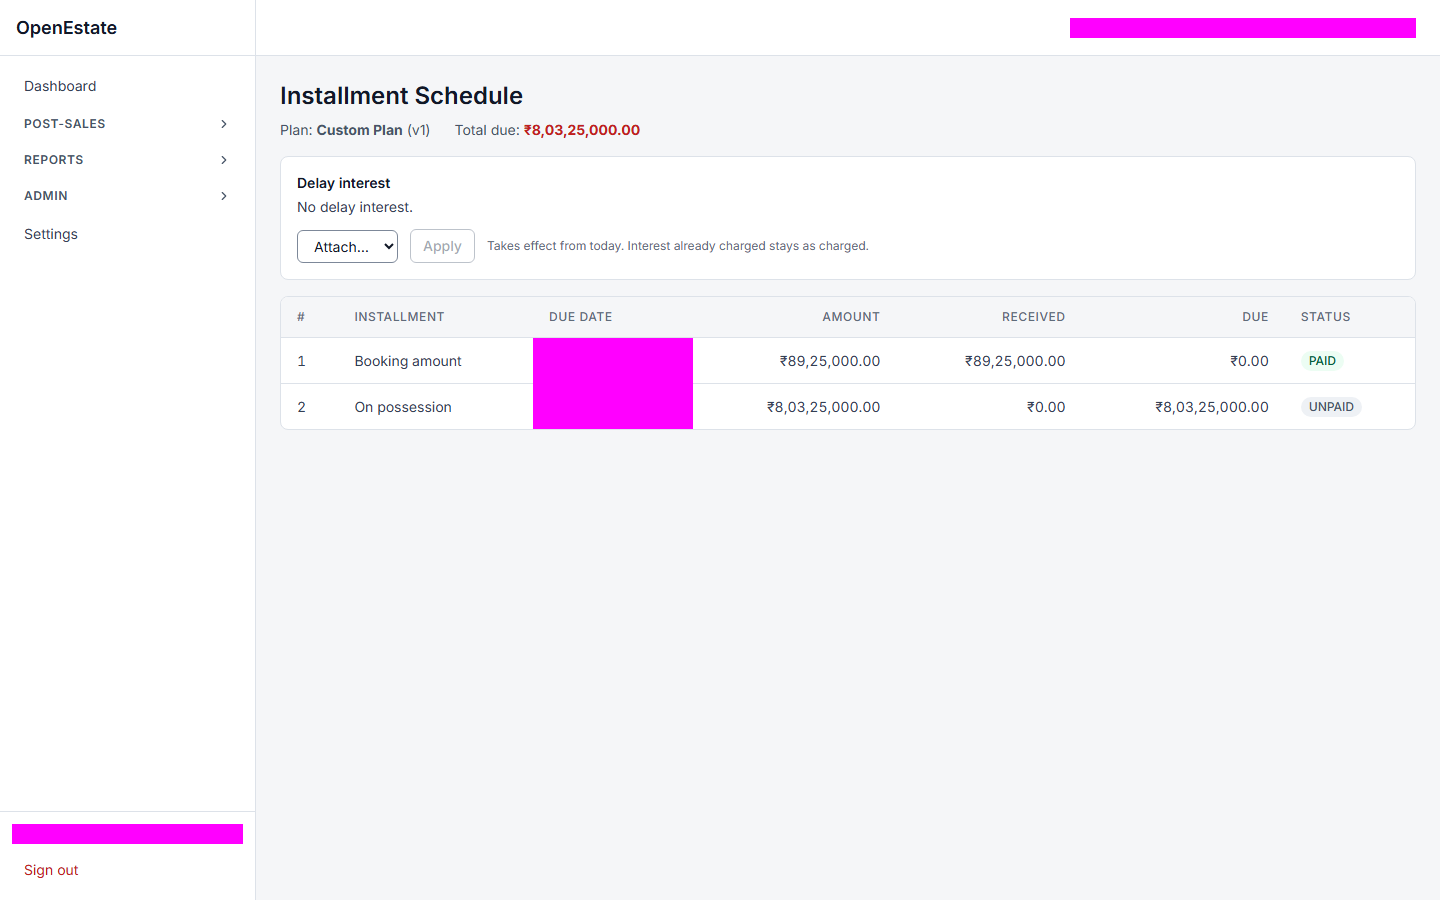 OpenEstate
Dashboard
POST-SALES
REPORTS
ADMIN
Settings
Sign out
Installment Schedule
Plan: Custom Plan (v1) Total due: ₹8,03,25,000.00
Delay interest
No delay interest.
Attach... Apply Takes effect from today. Interest already charged stays as charged.
# INSTALLMENT DUE DATE AMOUNT RECEIVED DUE STATUS
1 Booking amount ₹89,25,000.00 ₹89,25,000.00 ₹0.00 PAID
2 On possession ₹8,03,25,000.00 ₹0.00 ₹8,03,25,000.00 UNPAID